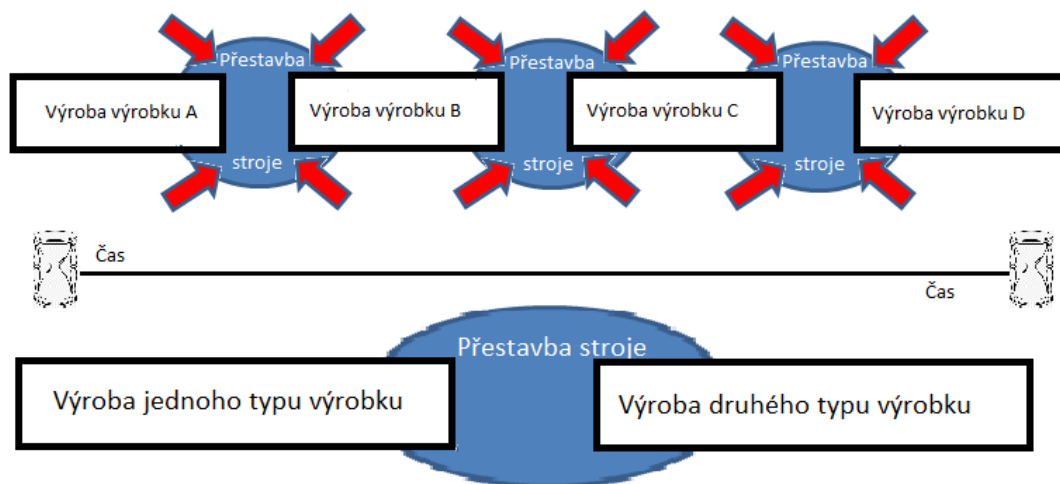 Přestavba
Přestavba
Přestavba
Výroba výrobku A
Výroba výrobku B
Výroba výrobku C
Výroba výrobku D
stroje
stroje
stroje
Čas
Čas
Přestavba stroje
Výroba jednoho typu výrobku
Výroba druhého typu výrobku